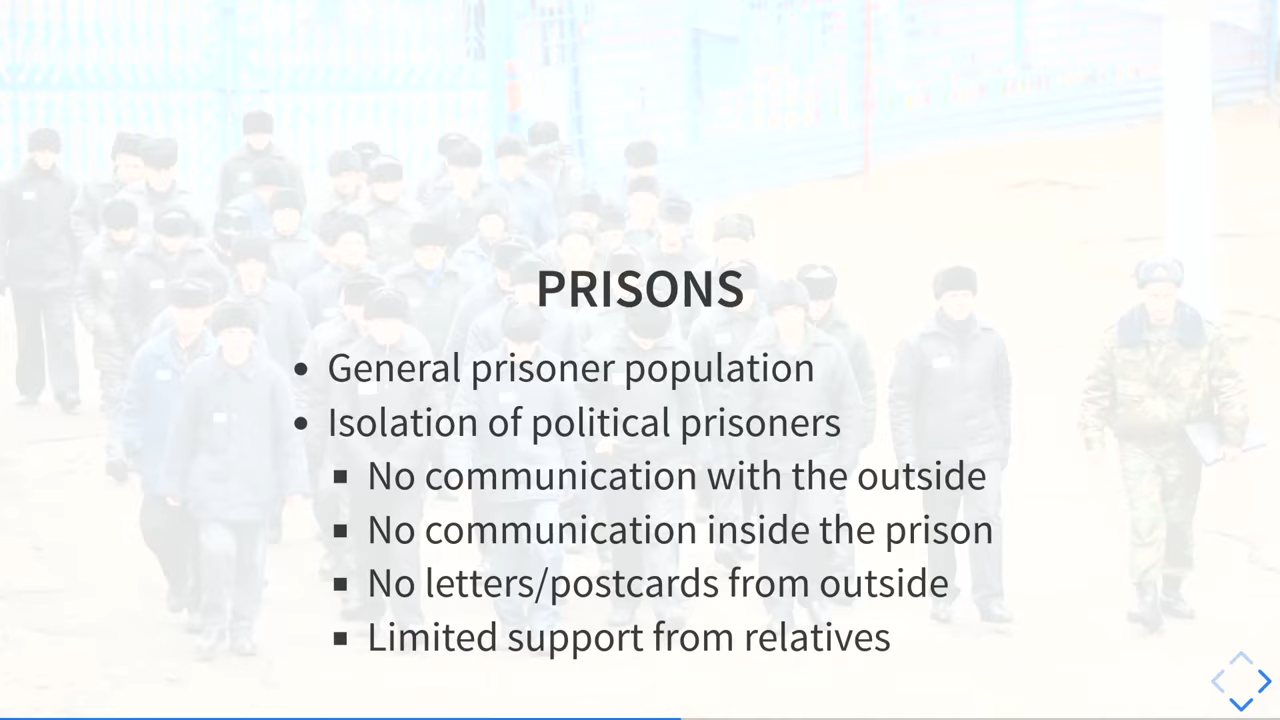 PRISONS
• General prisoner population
• Isolation of political prisoners
▪ No communication with the outside
▪ No communication inside the prison
▪ No letters/postcards from outside
▪ Limited support from relatives